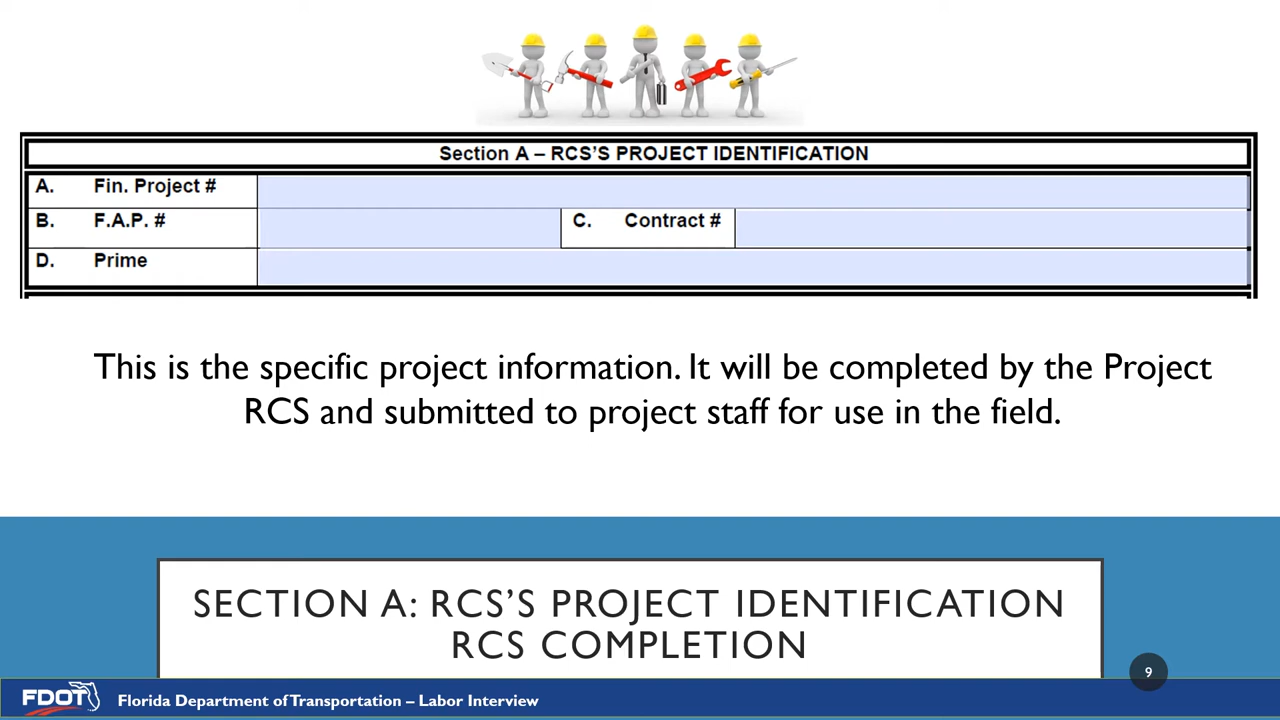 Section A – RCS'S PROJECT IDENTIFICATION
A. Fin. Project #
B. F.A.P. # C. Contract #
D. Prime
This is the specific project information. It will be completed by the Project
RCS and submitted to project staff for use in the field.
SECTION A: RCS'S PROJECT IDENTIFICATION
RCS COMPLETION
9
FDOT Florida Department of Transportation – Labor Interview